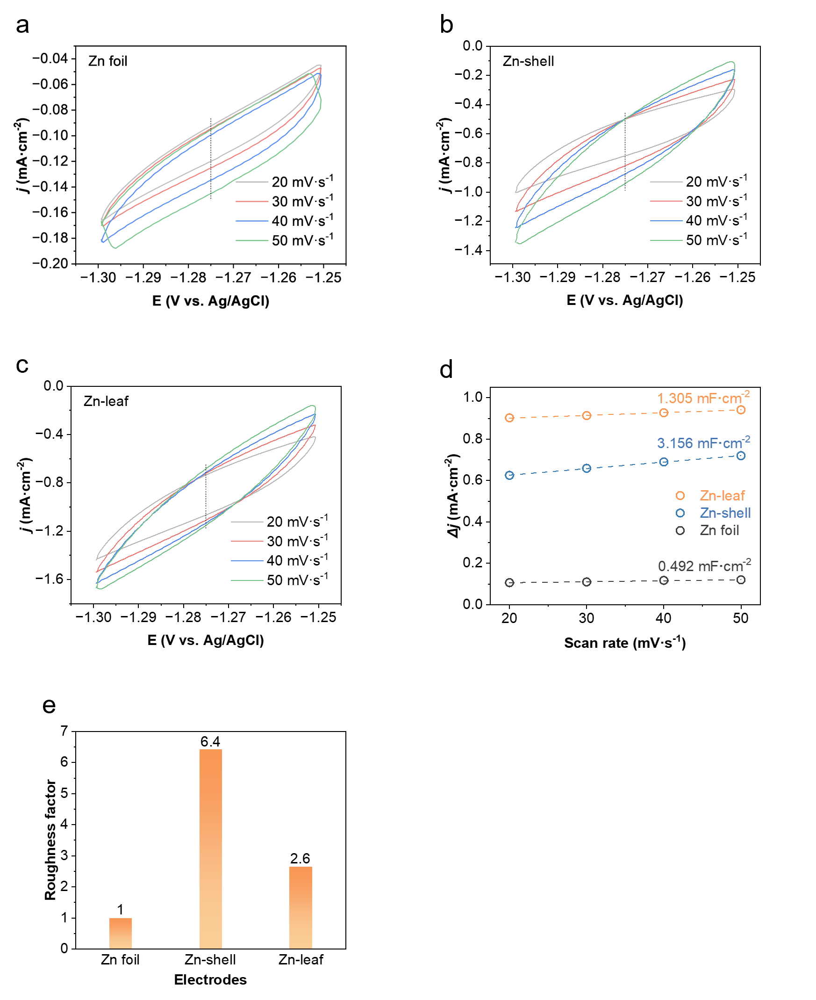 a
Zn foil
−0.04
−0.06
−0.08
−0.10
−0.12
−0.14
−0.16
−0.18
−0.20
j (mA·cm⁻²)
20 mV·s⁻¹
30 mV·s⁻¹
40 mV·s⁻¹
50 mV·s⁻¹
−1.30 −1.29 −1.28 −1.27 −1.26 −1.25
E (V vs. Ag/AgCl)
b
Zn-shell
0.0
−0.2
−0.4
−0.6
−0.8
−1.0
−1.2
−1.4
j (mA·cm⁻²)
20 mV·s⁻¹
30 mV·s⁻¹
40 mV·s⁻¹
50 mV·s⁻¹
−1.30 −1.29 −1.28 −1.27 −1.26 −1.25
E (V vs. Ag/AgCl)
c
Zn-leaf
0.0
−0.4
−0.8
−1.2
−1.6
j (mA·cm⁻²)
20 mV·s⁻¹
30 mV·s⁻¹
40 mV·s⁻¹
50 mV·s⁻¹
−1.30 −1.29 −1.28 −1.27 −1.26 −1.25
E (V vs. Ag/AgCl)
d
1.0
0.8
0.6
0.4
0.2
0.0
Δj (mA·cm⁻²)
1.305 mF·cm⁻²
3.156 mF·cm⁻²
Zn-leaf
Zn-shell
Zn foil
0.492 mF·cm⁻²
20 30 40 50
Scan rate (mV·s⁻¹)
e
7
6
5
4
3
2
1
0
Roughness factor
1
6.4
2.6
Zn foil Zn-shell Zn-leaf
Electrodes